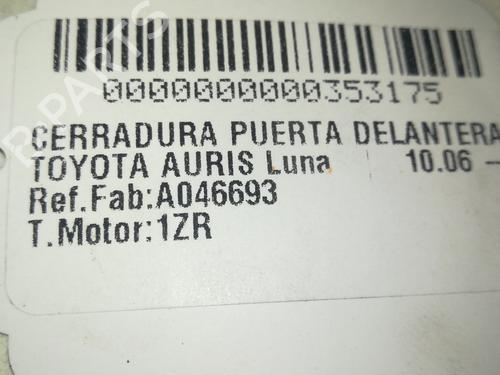 0000000000353175
CERRADURA PUERTA DELANTERA
TOYOTA AURIS Luna 10.06 -
Ref.Fab:A046693
T.Motor:1ZR